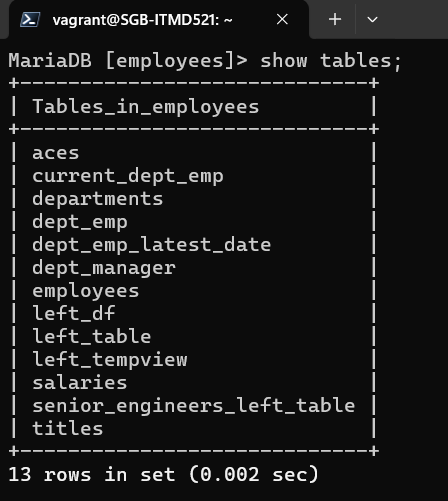 vagrant@SGB-ITMD521: ~
MariaDB [employees]> show tables;
+----------------------------+
| Tables_in_employees        |
+----------------------------+
| aces                       |
| current_dept_emp           |
| departments                |
| dept_emp                   |
| dept_emp_latest_date       |
| dept_manager               |
| employees                  |
| left_df                    |
| left_table                 |
| left_tempview              |
| salaries                   |
| senior_engineers_left_table |
| titles                     |
+----------------------------+
13 rows in set (0.002 sec)